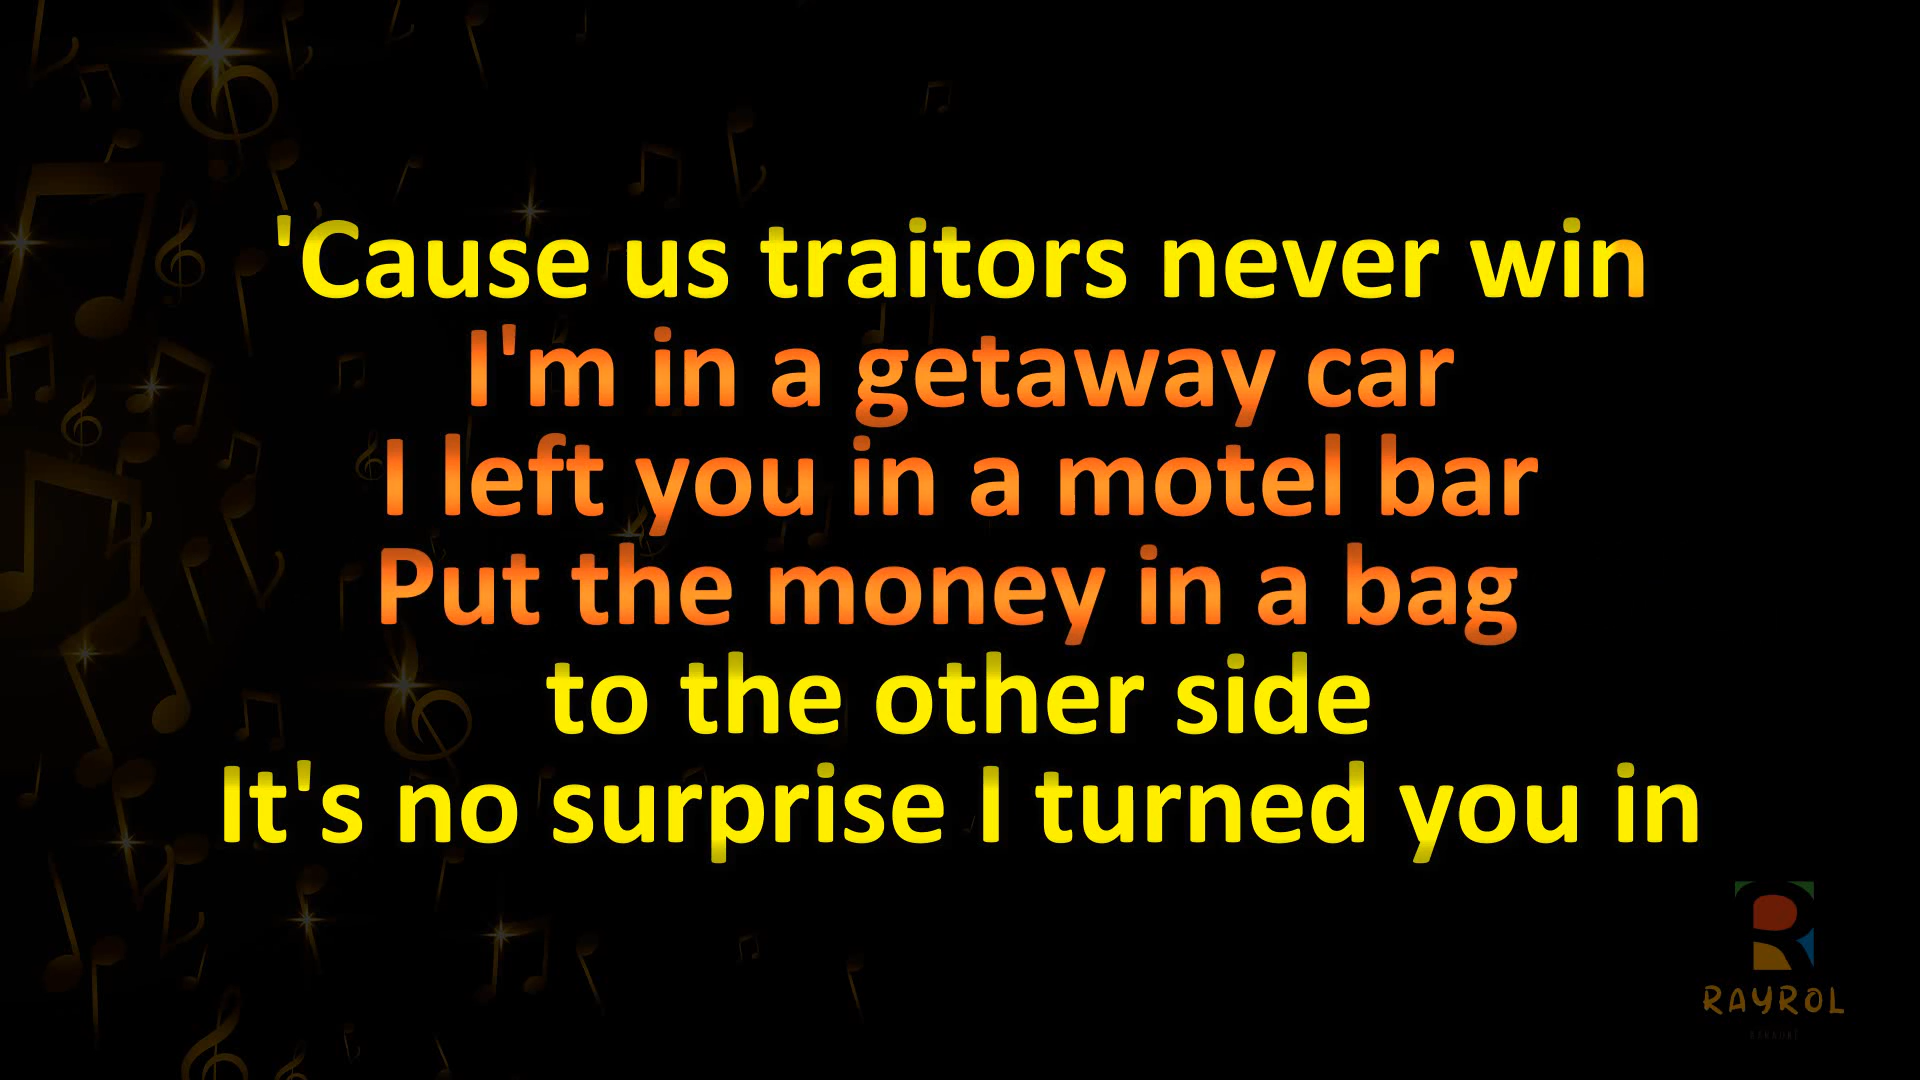 'Cause us traitors never win
I'm in a getaway car
I left you in a motel bar
Put the money in a bag
to the other side
It's no surprise I turned you in
RAYROL
KARAOKE